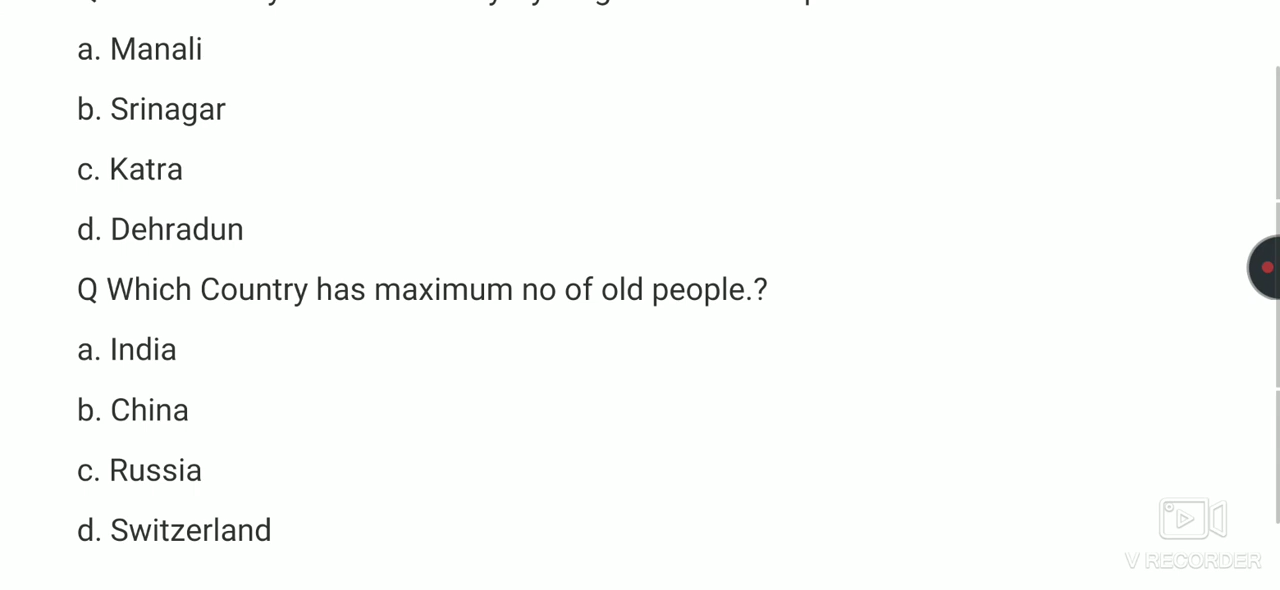 a. Manali
b. Srinagar
c. Katra
d. Dehradun
Q Which Country has maximum no of old people.?
a. India
b. China
c. Russia
d. Switzerland
V RECORDER